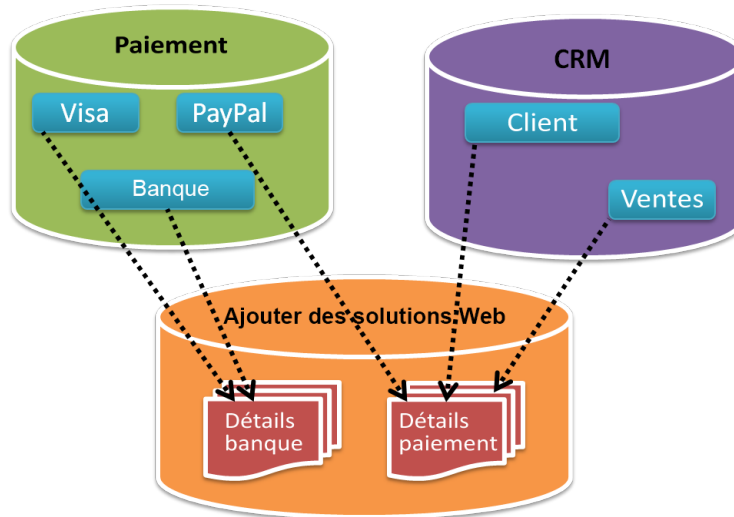 Paiement
CRM
Visa
PayPal
Client
Banque
Ventes
Ajouter des solutions Web
Détails
banque
Détails
paiement